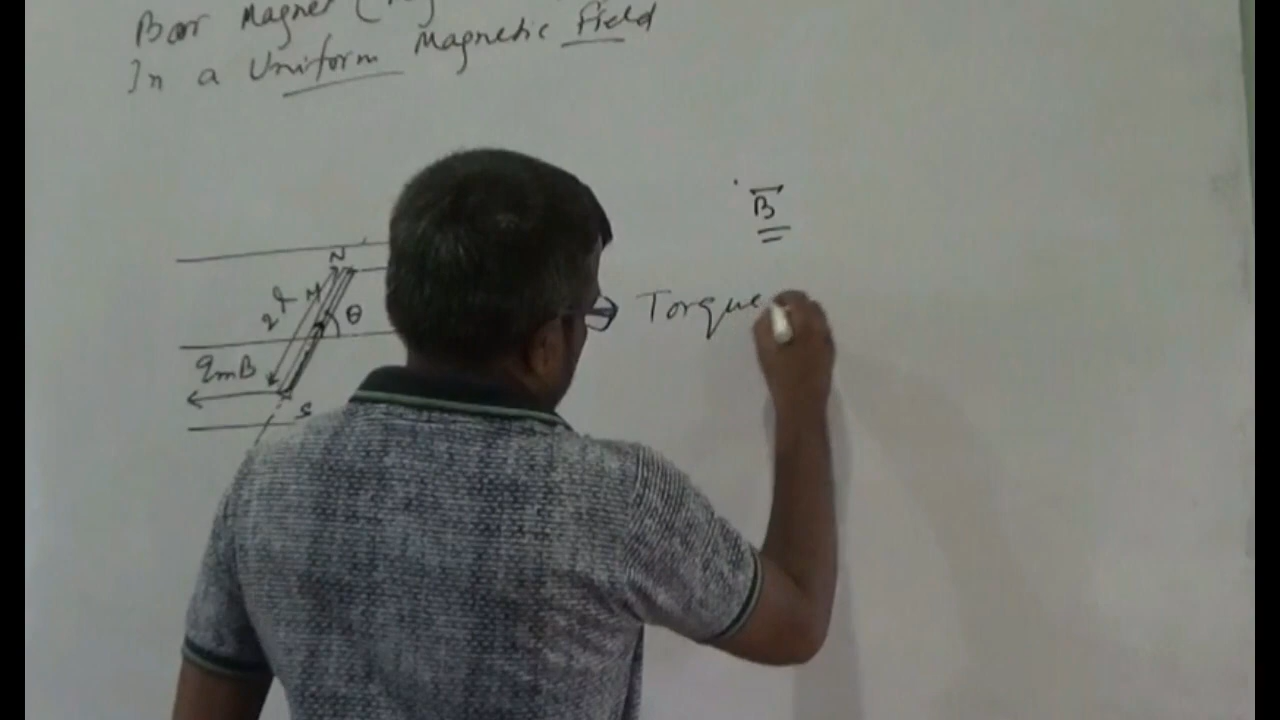 Bar Magnet (
In a Uniform Magnetic Field
B
N
M
2l
θ
Torque
qmB
S